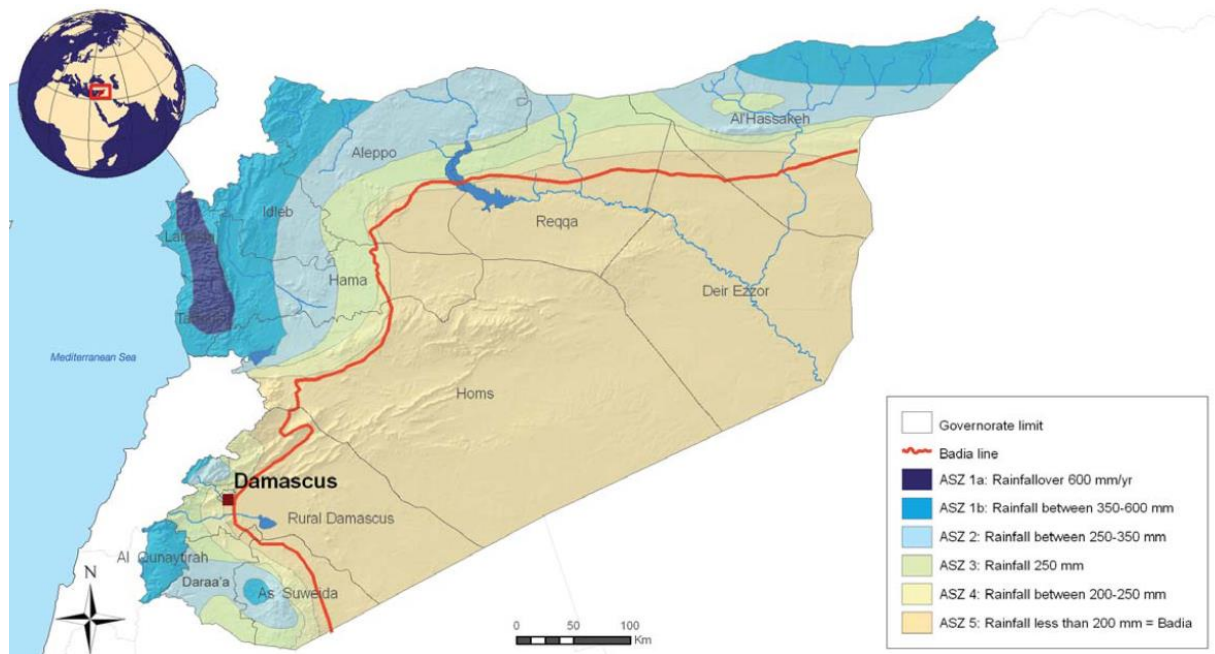 Al'Hassakeh
Aleppo
Idleb
Latakia
Reqqa
Hama
Deir Ezzor
Mediterranean Sea
Homs
Damascus
Rural Damascus
Al Qunaytirah
N
Daraa'a
As Suweida
0 50 100
Km
Governorate limit
Badia line
ASZ 1a: Rainfallover 600 mm/yr
ASZ 1b: Rainfall between 350-600 mm
ASZ 2: Rainfall between 250-350 mm
ASZ 3: Rainfall 250 mm
ASZ 4: Rainfall between 200-250 mm
ASZ 5: Rainfall less than 200 mm = Badia